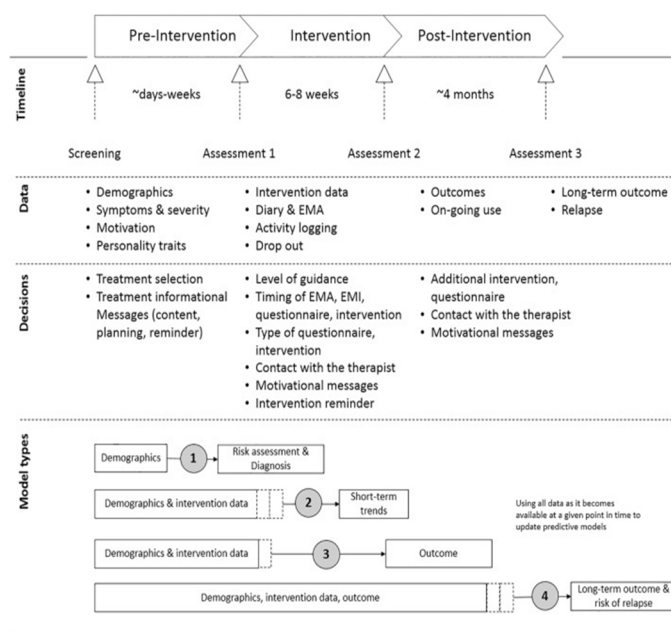 Pre-Intervention
Intervention
Post-Intervention
Timeline
~days-weeks
6-8 weeks
~4 months
Screening
Assessment 1
Assessment 2
Assessment 3
Data
• Demographics
• Symptoms & severity
• Motivation
• Personality traits
• Intervention data
• Diary & EMA
• Activity logging
• Drop out
• Outcomes
• On-going use
• Long-term outcome
• Relapse
Decisions
• Treatment selection
• Treatment informational
Messages (content,
planning, reminder)
• Level of guidance
• Timing of EMA, EMI,
questionnaire, intervention
• Type of questionnaire,
intervention
• Contact with the therapist
• Motivational messages
• Intervention reminder
• Additional intervention,
questionnaire
• Contact with the therapist
• Motivational messages
Model types
Demographics
1
Risk assessment &
Diagnosis
Demographics & intervention data
2
Short-term
trends
Using all data as it becomes
available at a given point in time to
update predictive models
Demographics & intervention data
3
Outcome
Demographics, intervention data, outcome
4
Long-term outcome &
risk of relapse